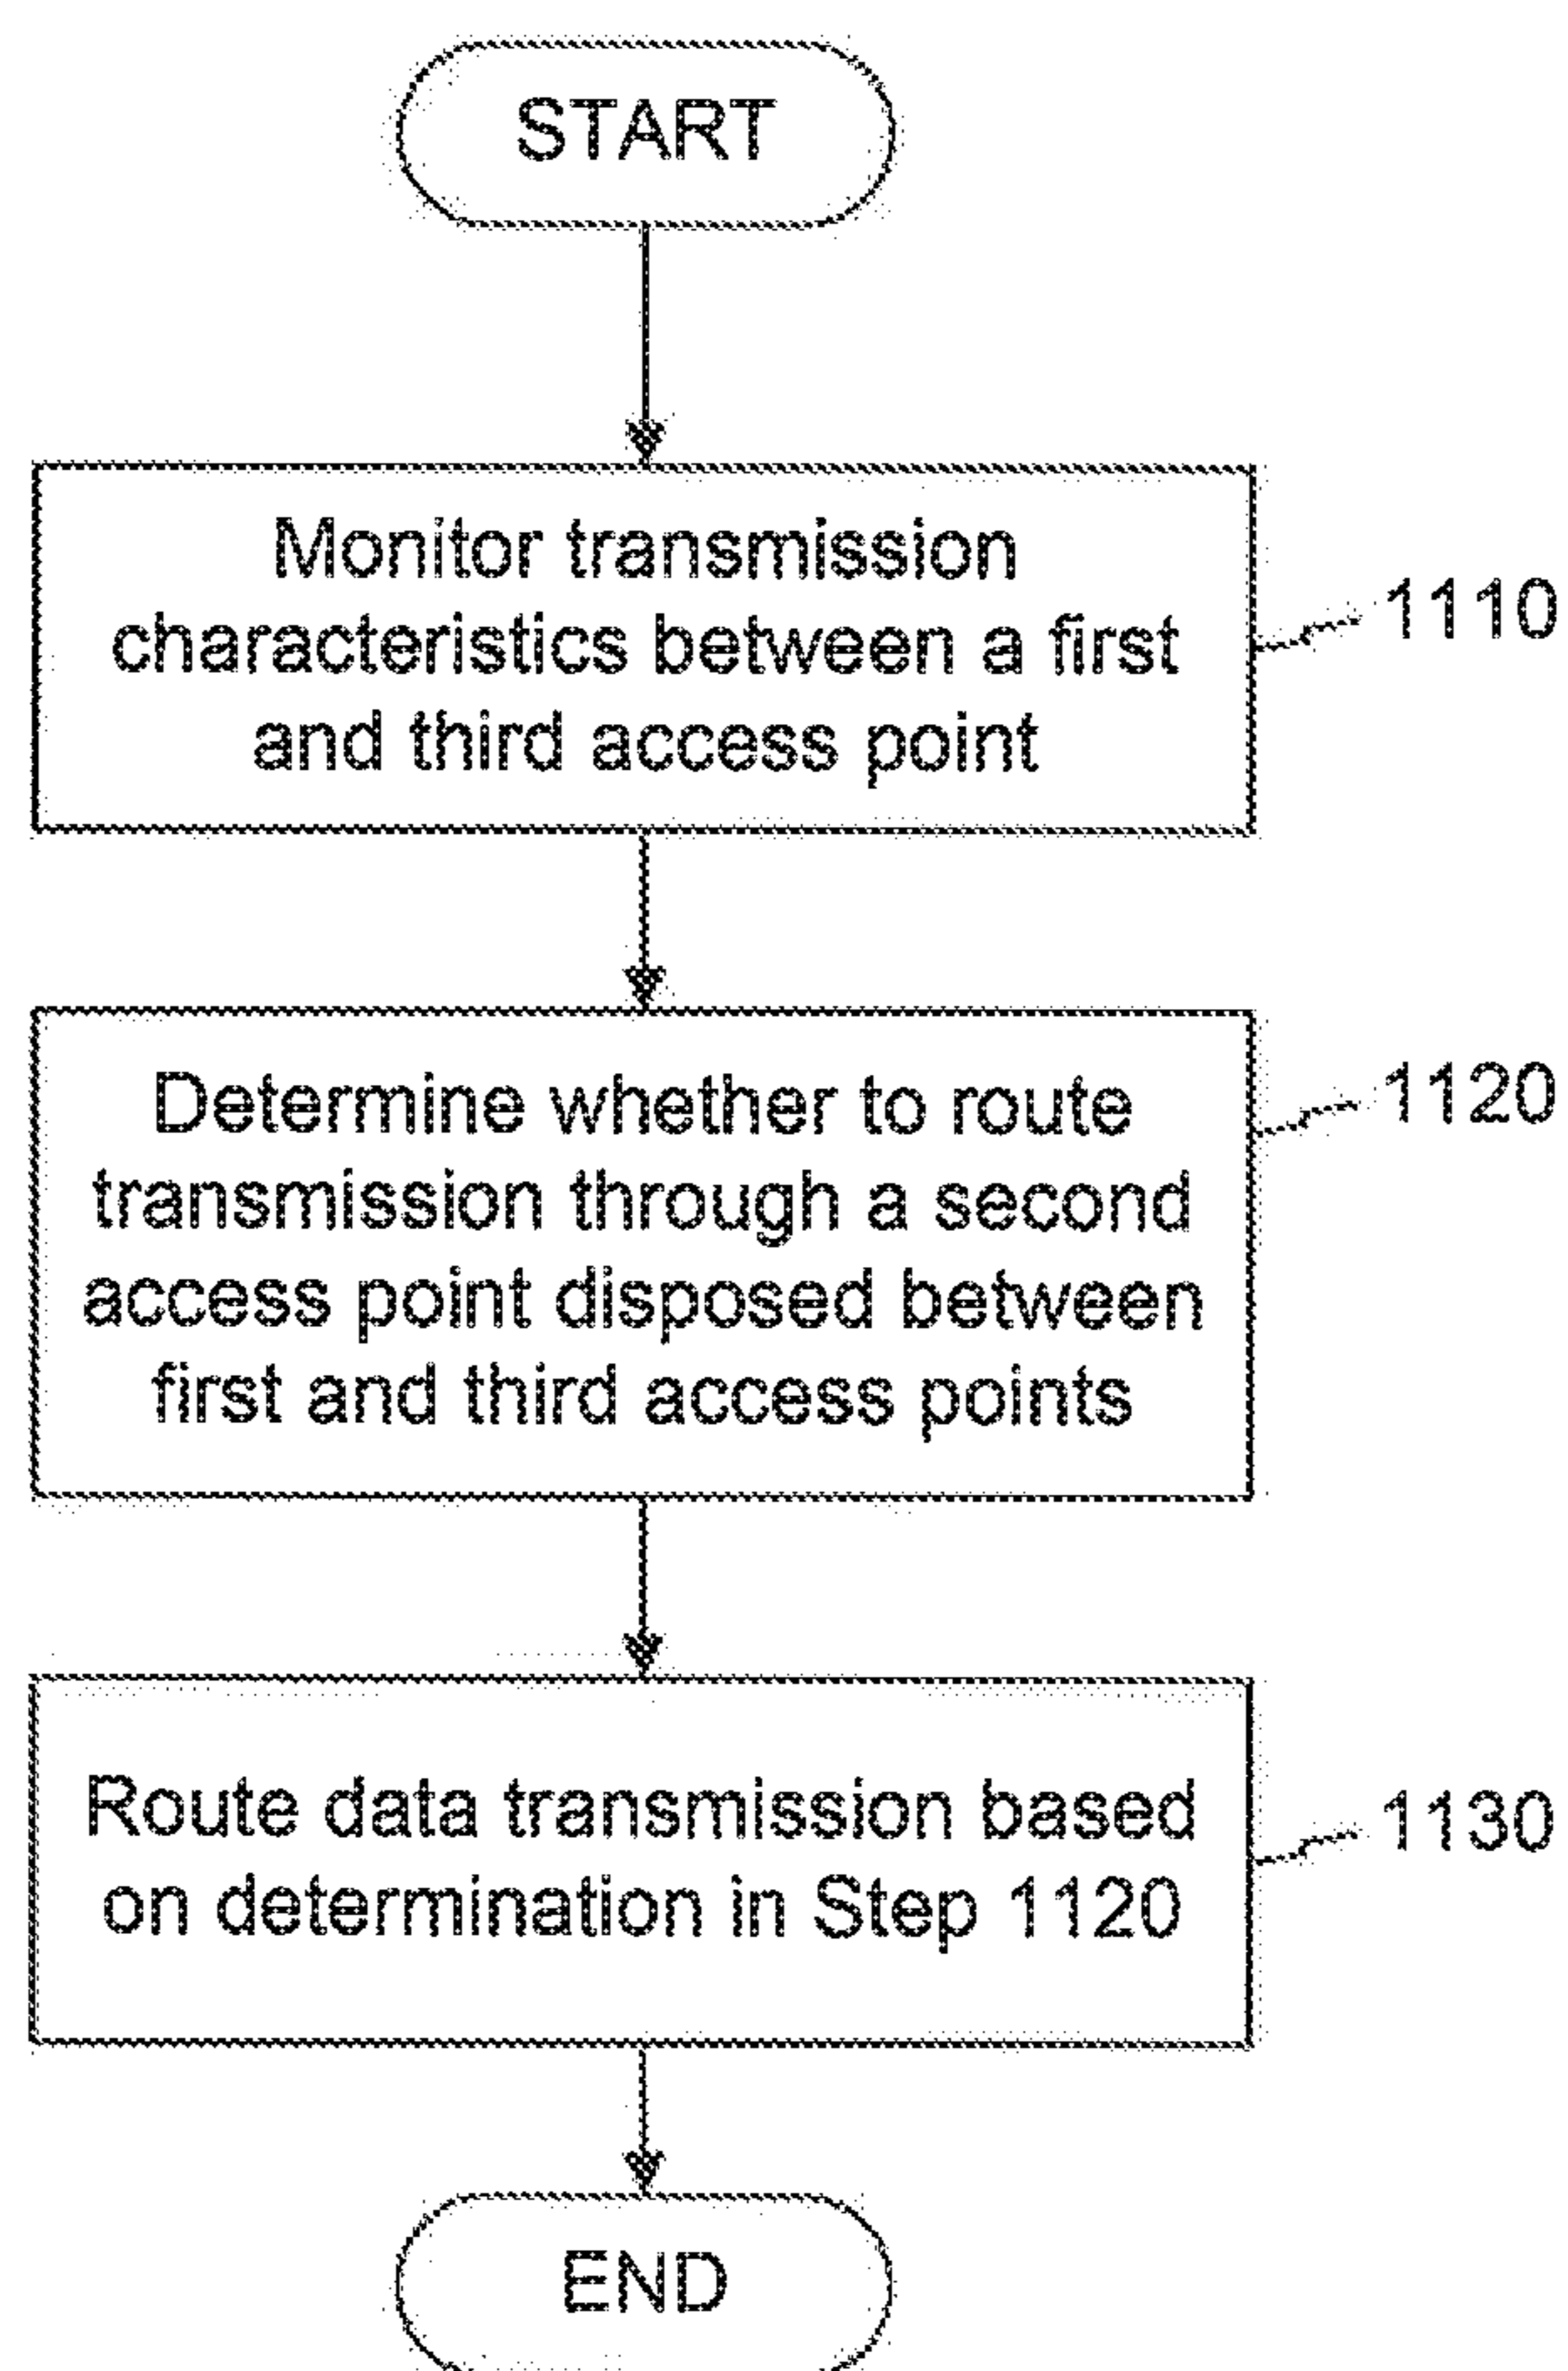 START
Monitor transmission
characteristics between a first
and third access point
1110
Determine whether to route
transmission through a second
access point disposed between
first and third access points
1120
Route data transmission based
on determination in Step 1120
1130
END